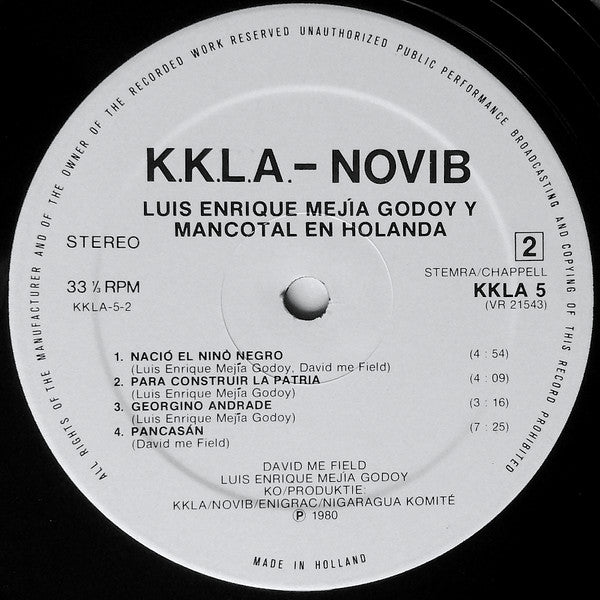 ALL RIGHTS OF THE MANUFACTURER AND OF THE OWNER OF THE RECORDED WORK RESERVED UNAUTHORIZED PUBLIC PERFORMANCE BROADCASTING AND COPYING OF THIS RECORD PROHIBITED
K.K.L.A.– NOVIB
LUIS ENRIQUE MEJÍA GODOY Y
MANCOTAL EN HOLANDA
STEREO
2
STEMRA/CHAPPELL
33 ⅓ RPM
KKLA 5
KKLA-5-2
(VR 21543)
1. NACIÓ EL NINÕ NEGRO (4 : 54)
(Luis Enrique Mejía Godoy, David me Field)
2. PARA CONSTRUIR LA PATRIA (4 : 09)
(Luis Enrique Mejía Godoy)
3. GEORGINO ANDRADE (3 : 16)
(Luis Enrique Mejía Godoy)
4. PANCASÁN (7 : 25)
(David me Field)
DAVID ME FIELD
LUIS ENRIQUE MEJÍA GODOY
KO/PRODUKTIE:
KKLA/NOVIB/ENIGRAC/NIGARAGUA KOMITÉ
Ⓟ 1980
MADE IN HOLLAND